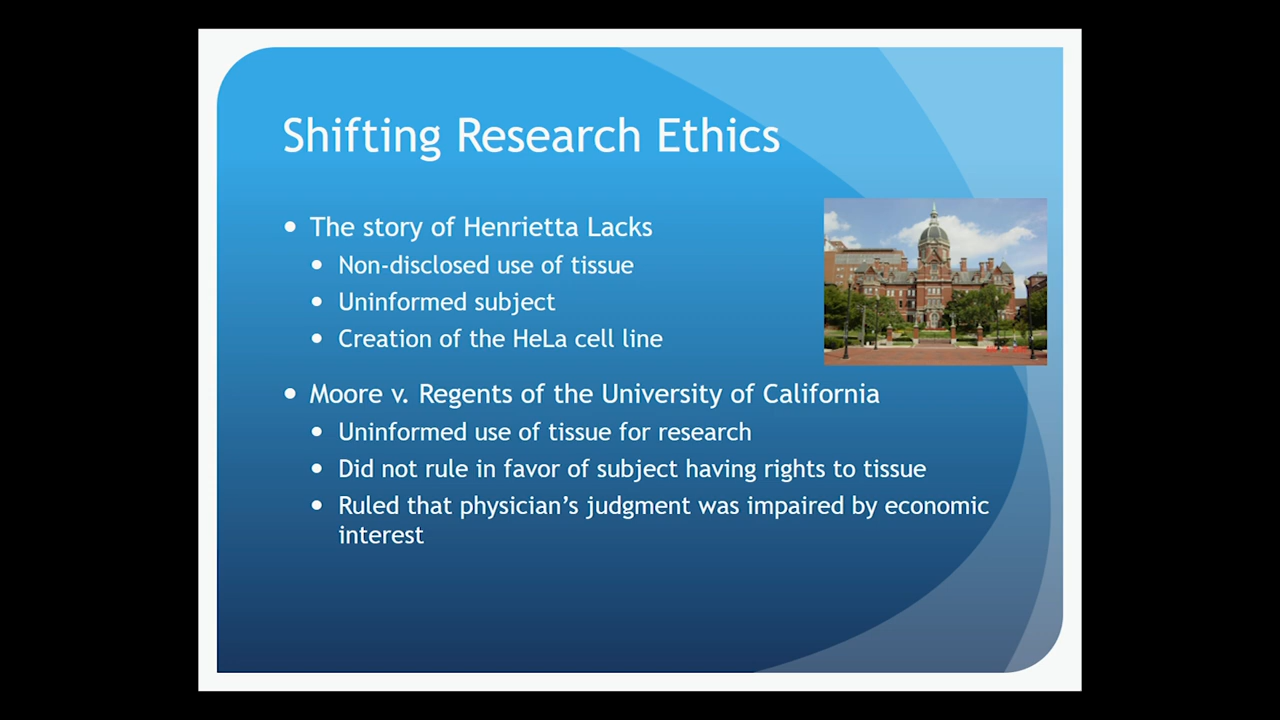 Shifting Research Ethics
• The story of Henrietta Lacks
• Non-disclosed use of tissue
• Uninformed subject
• Creation of the HeLa cell line
• Moore v. Regents of the University of California
• Uninformed use of tissue for research
• Did not rule in favor of subject having rights to tissue
• Ruled that physician’s judgment was impaired by economic
interest